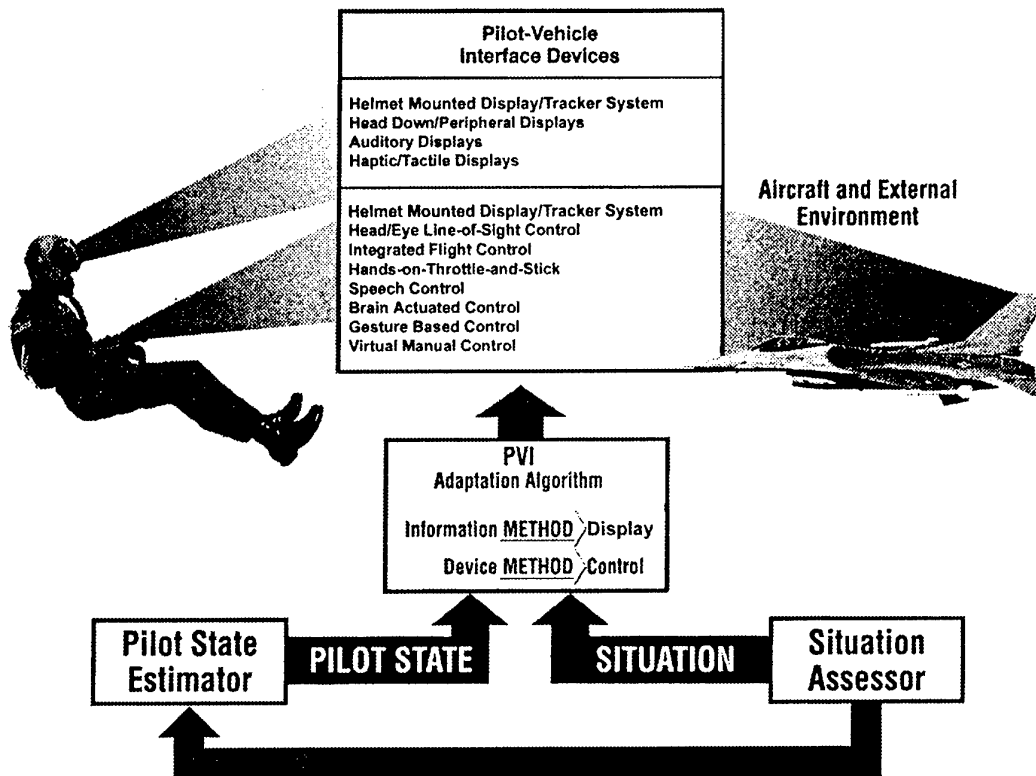 Pilot-Vehicle
Interface Devices
Helmet Mounted Display/Tracker System
Head Down/Peripheral Displays
Auditory Displays
Haptic/Tactile Displays
Helmet Mounted Display/Tracker System
Head/Eye Line-of-Sight Control
Integrated Flight Control
Hands-on-Throttle-and-Stick
Speech Control
Brain Actuated Control
Gesture Based Control
Virtual Manual Control
Aircraft and External
Environment
PVI
Adaptation Algorithm
Information METHOD Display
Device METHOD Control
Pilot State
Estimator
PILOT STATE
SITUATION
Situation
Assessor